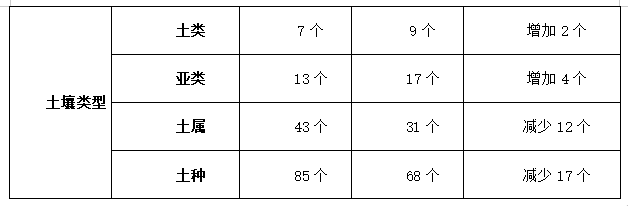 土类 7个 9个 增加2个
亚类 13个 17个 增加4个
土壤类型
土属 43个 31个 减少12个
土种 85个 68个 减少17个